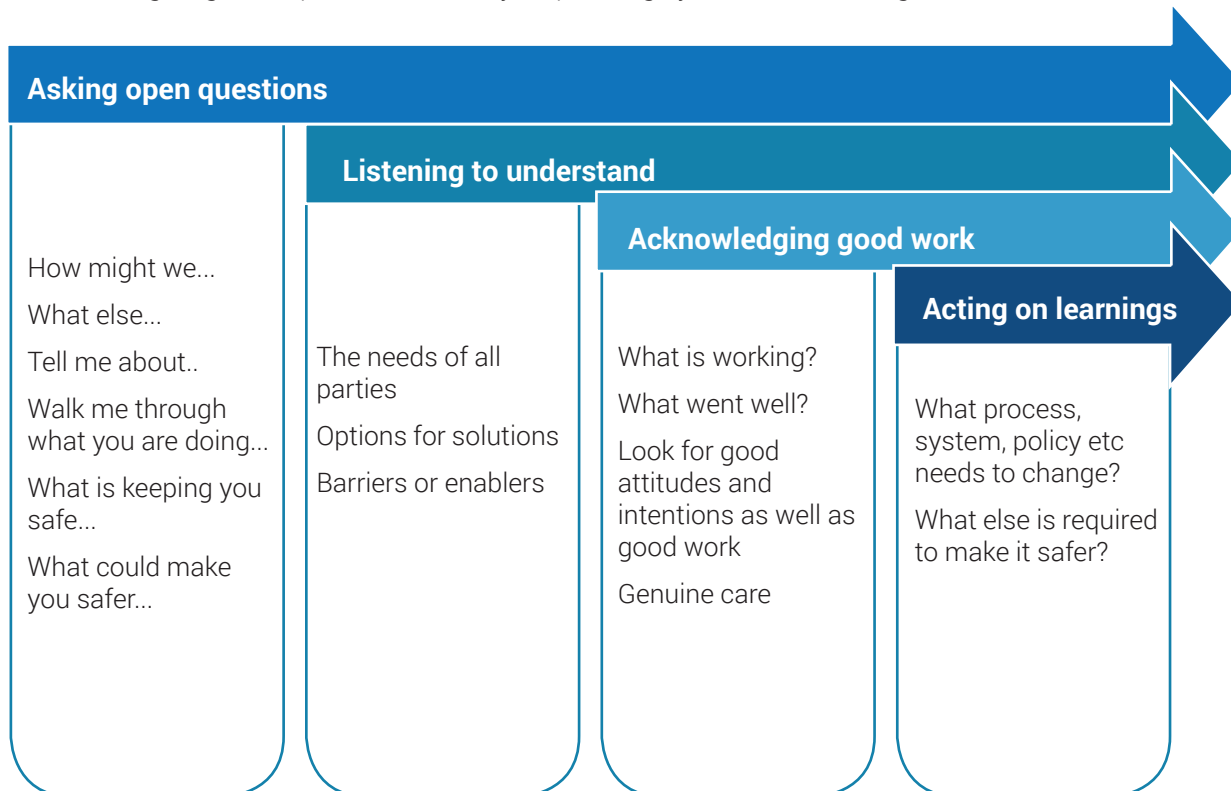 Asking open questions
How might we...
What else...
Tell me about..
Walk me through
what you are doing...
What is keeping you
safe...
What could make
you safer...
Listening to understand
The needs of all
parties
Options for solutions
Barriers or enablers
Acknowledging good work
What is working?
What went well?
Look for good
attitudes and
intentions as well as
good work
Genuine care
Acting on learnings
What process,
system, policy etc
needs to change?
What else is required
to make it safer?